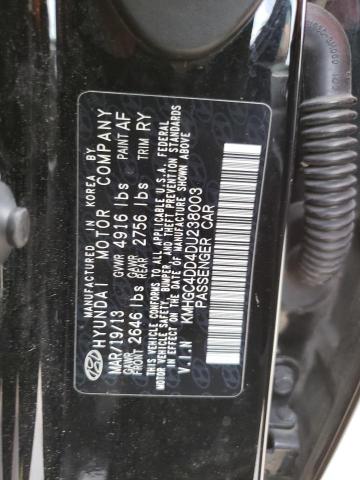 MANUFACTURED IN KOREA BY
HYUNDAI MOTOR COMPANY
MAR/19/13 GVWR 4916 lbs PAINT AF
GAWR FRONT 2646 lbs GAWR REAR 2756 lbs TRIM RY
THIS VEHICLE CONFORMS TO ALL APPLICABLE U.S.A. FEDERAL
MOTOR VEHICLE SAFETY, BUMPER AND THEFT PREVENTION STANDARDS
IN EFFECT ON THE DATE OF MANUFACTURE SHOWN ABOVE
V.I.N KMHGC4DD4DU238003
PASSENGER CAR